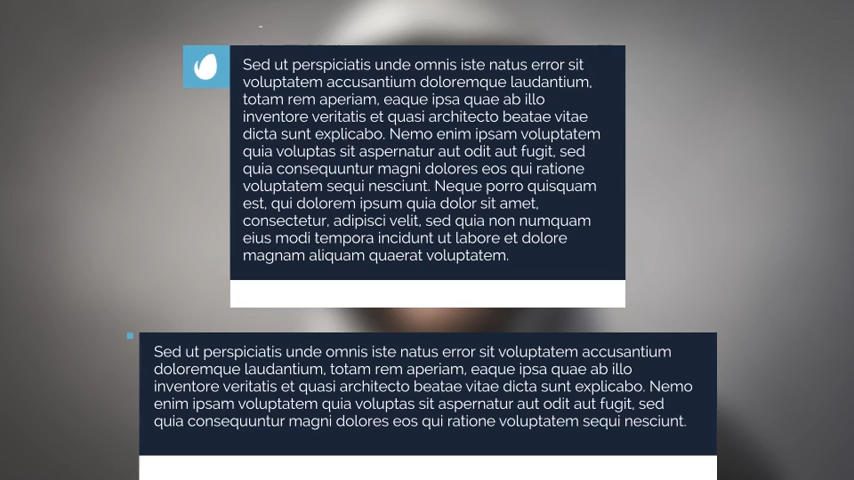 Sed ut perspiciatis unde omnis iste natus error sit
voluptatem accusantium doloremque laudantium,
totam rem aperiam, eaque ipsa quae ab illo
inventore veritatis et quasi architecto beatae vitae
dicta sunt explicabo. Nemo enim ipsam voluptatem
quia voluptas sit aspernatur aut odit aut fugit, sed
quia consequuntur magni dolores eos qui ratione
voluptatem sequi nesciunt. Neque porro quisquam
est, qui dolorem ipsum quia dolor sit amet,
consectetur, adipisci velit, sed quia non numquam
eius modi tempora incidunt ut labore et dolore
magnam aliquam quaerat voluptatem.
Sed ut perspiciatis unde omnis iste natus error sit voluptatem accusantium
doloremque laudantium, totam rem aperiam, eaque ipsa quae ab illo
inventore veritatis et quasi architecto beatae vitae dicta sunt explicabo. Nemo
enim ipsam voluptatem quia voluptas sit aspernatur aut odit aut fugit, sed
quia consequuntur magni dolores eos qui ratione voluptatem sequi nesciunt.